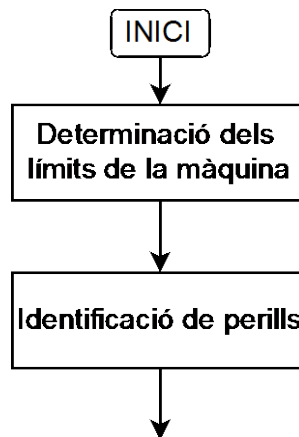 INICI
Determinació dels
límits de la màquina
Identificació de perills